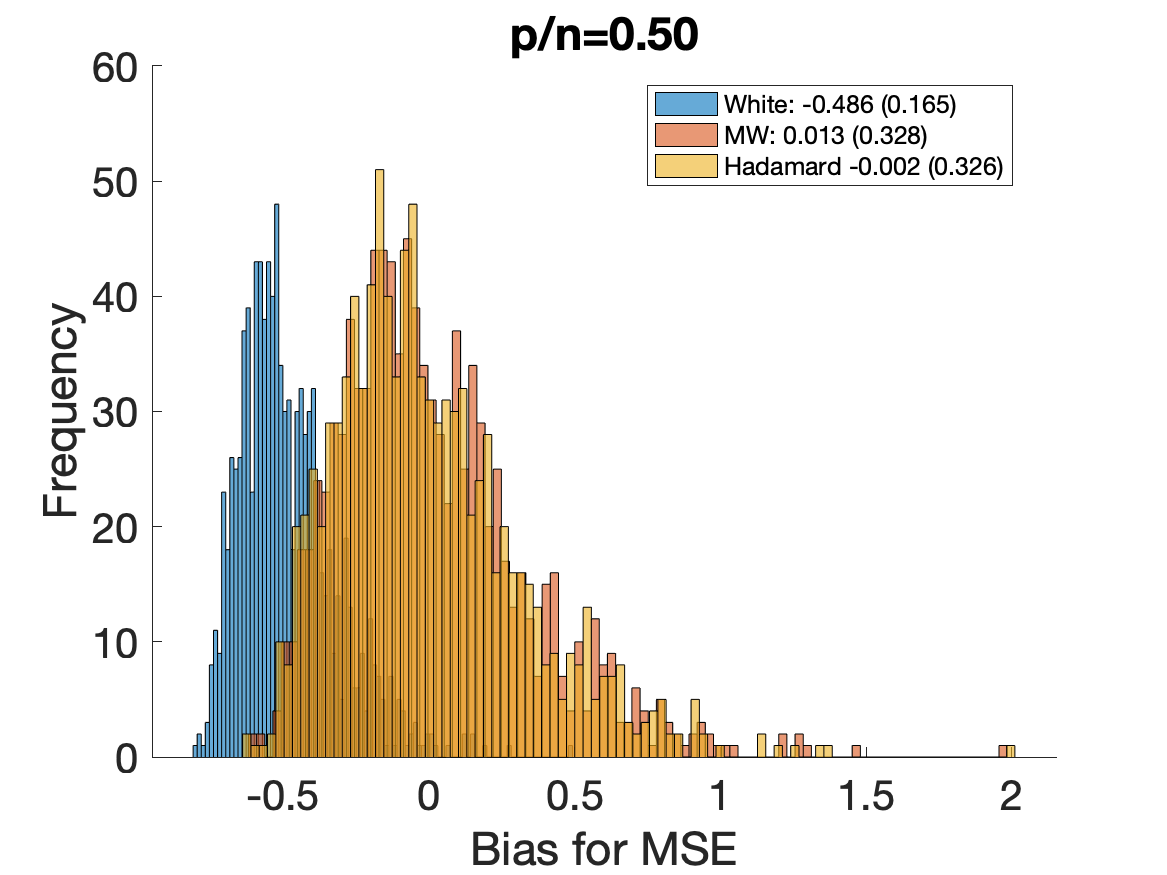 p/n=0.50
60
50
40
30
20
10
0
Frequency
White: -0.486 (0.165)
MW: 0.013 (0.328)
Hadamard -0.002 (0.326)
-0.5 0 0.5 1 1.5 2
Bias for MSE